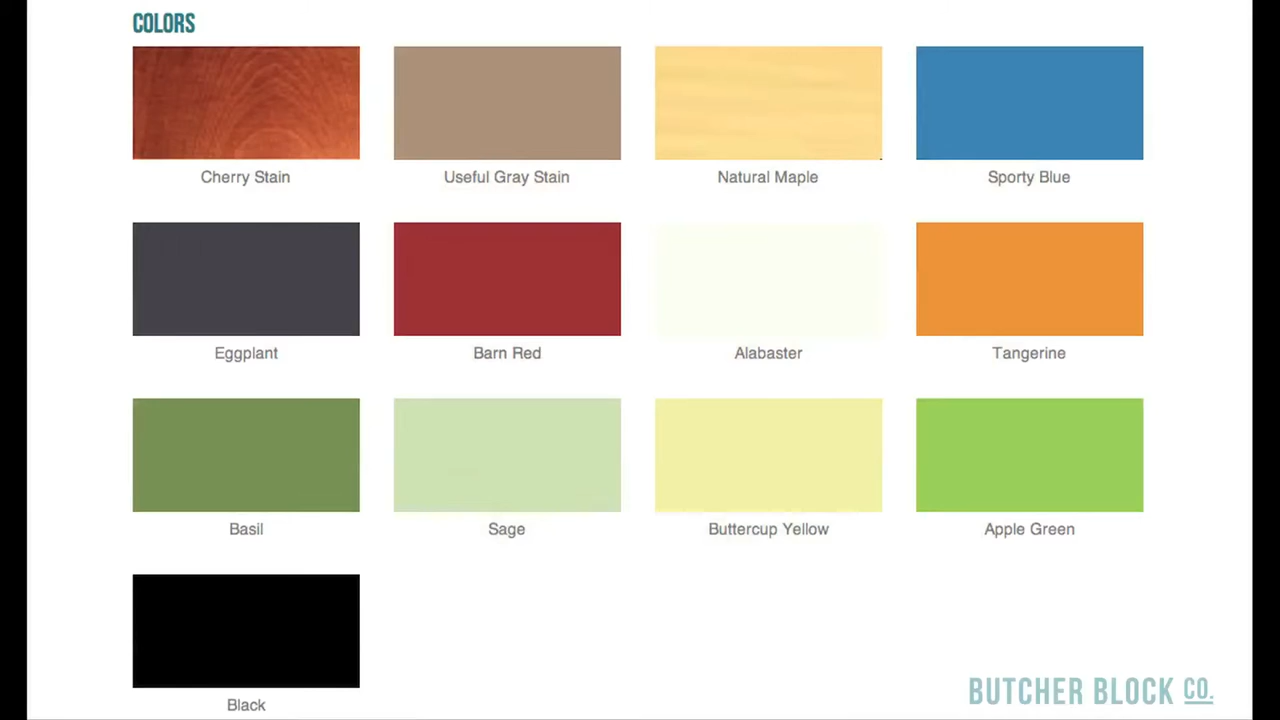 COLORS
Cherry Stain
Useful Gray Stain
Natural Maple
Sporty Blue
Eggplant
Barn Red
Alabaster
Tangerine
Basil
Sage
Buttercup Yellow
Apple Green
Black
BUTCHER BLOCK CO.